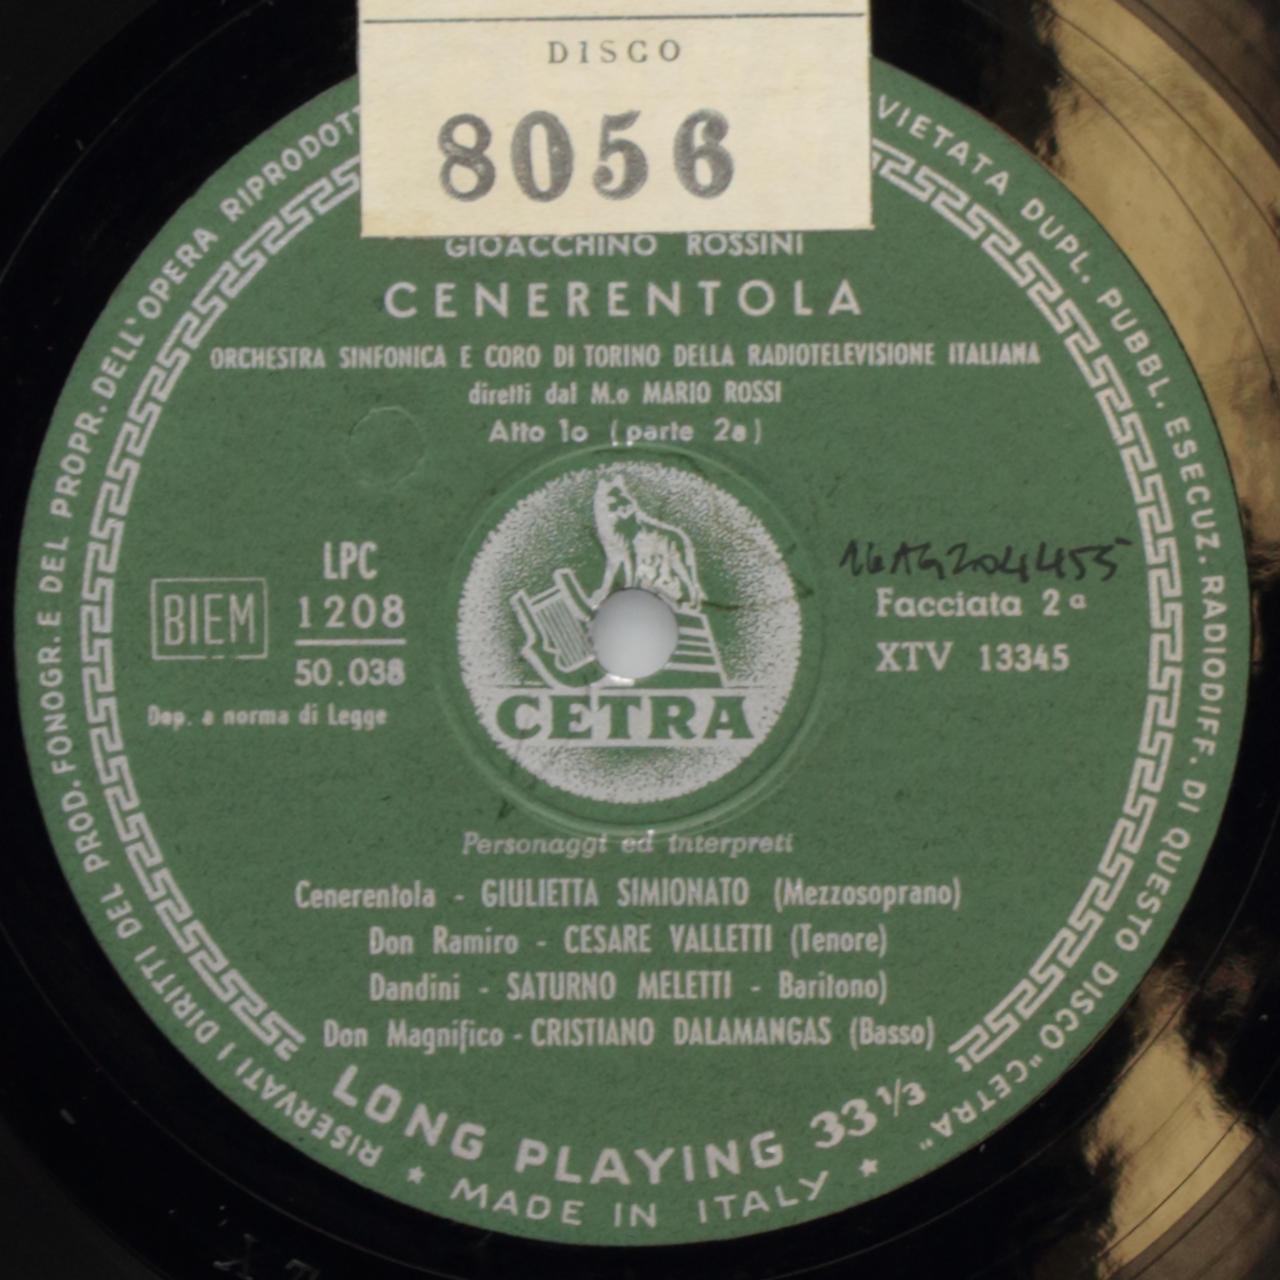 DISCO
8056
GIOACCHINO ROSSINI
CENERENTOLA
ORCHESTRA SINFONICA E CORO DI TORINO DELLA RADIOTELEVISIONE ITALIANA
diretti dal M.o MARIO ROSSI
Atto 1o (parte 2a)
BIEM
LPC
1208
50.038
Dep. a norma di Legge
CETRA
Facciata 2a
XTV 13345
Personaggi ed interpreti
Cenerentola - GIULIETTA SIMIONATO (Mezzosoprano)
Don Ramiro - CESARE VALLETTI (Tenore)
Dandini - SATURNO MELETTI - Baritono)
Don Magnifico - CRISTIANO DALAMANGAS (Basso)
LONG PLAYING 33 1/3
RISERVATI I DIRITTI DEL PROD. FONOGR. E DEL PROPR. DELL'OPERA
VIETATA DUPL. PUBBL. ESECUZ. RADIODIFF. DI QUESTO DISCO "CETRA"
★ MADE IN ITALY ★